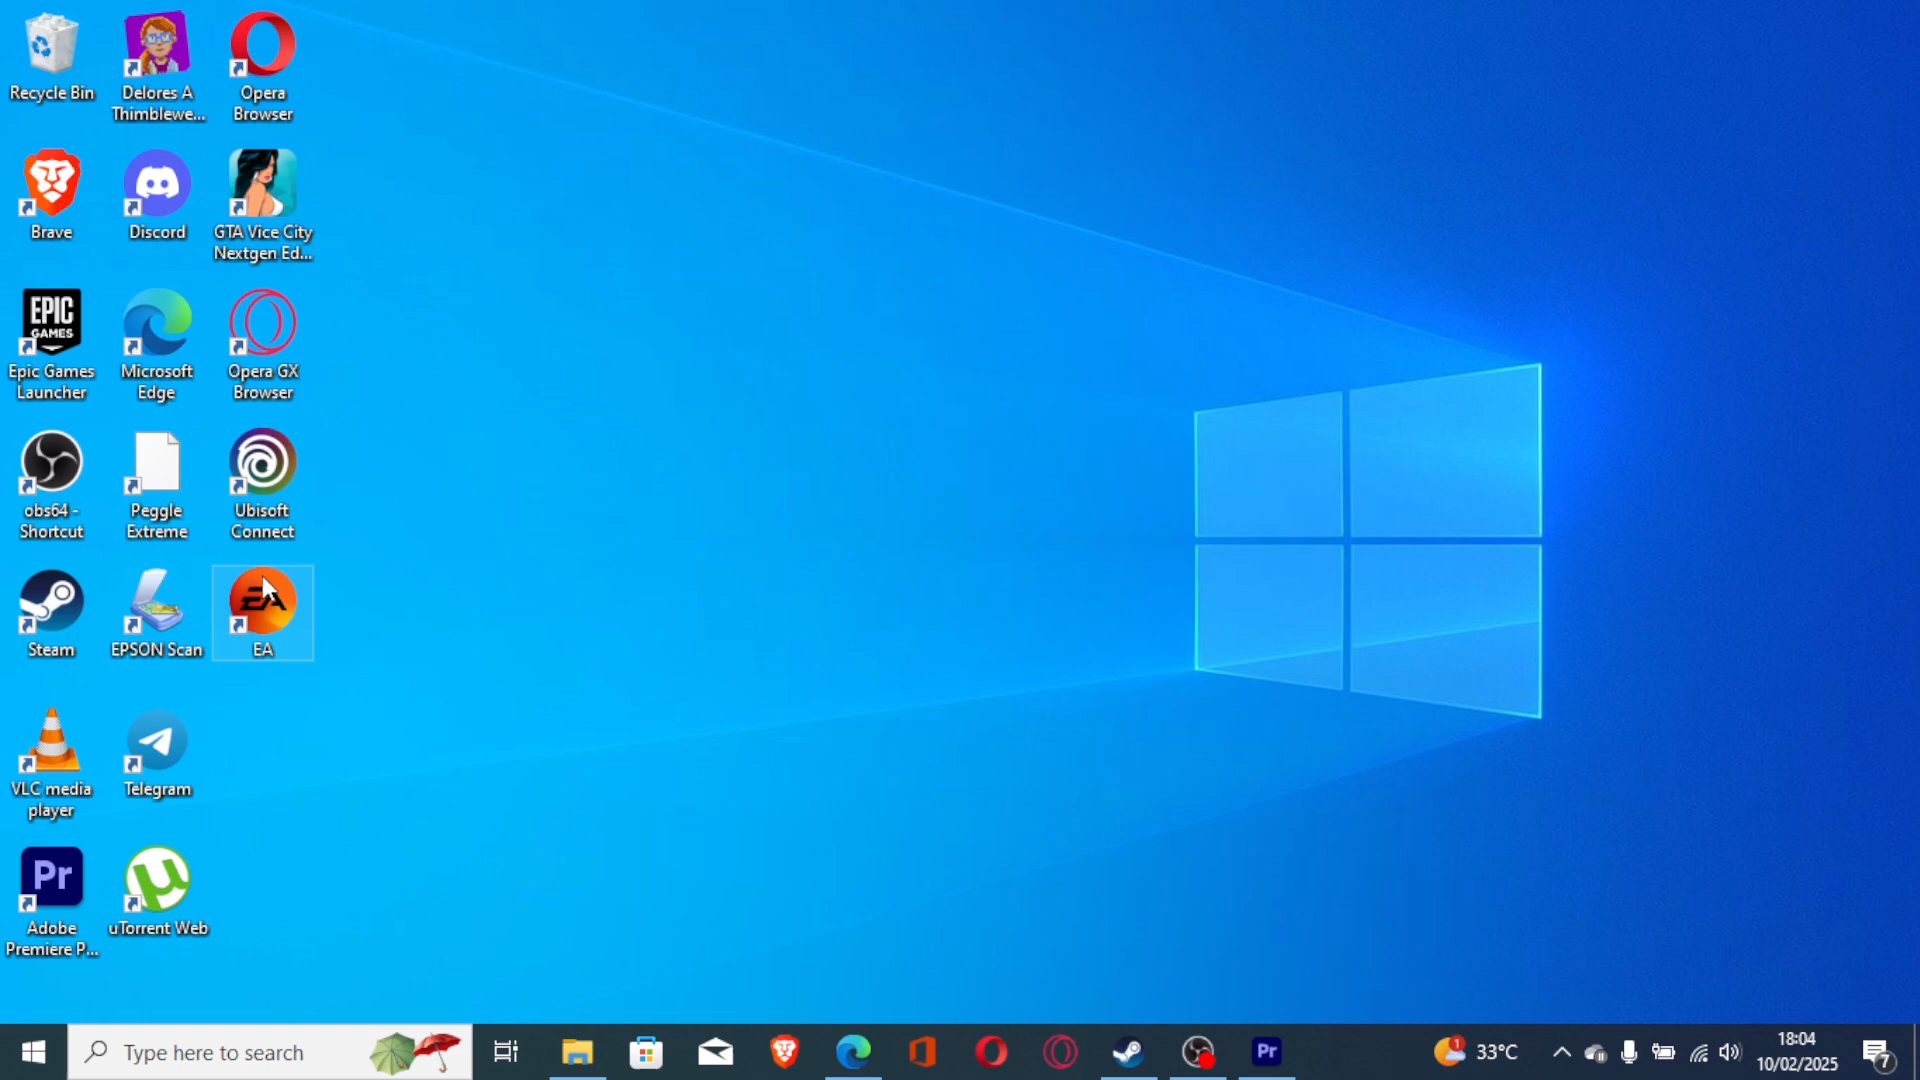 Recycle Bin
Delores A
Thimblewe...
Opera
Browser
Brave
Discord
GTA Vice City
Nextgen Ed...
EPIC
GAMES
Epic Games
Launcher
Microsoft
Edge
Opera GX
Browser
obs64 -
Shortcut
Peggle
Extreme
Ubisoft
Connect
Steam
EPSON Scan
EA
EA
VLC media
player
Telegram
Pr
Adobe
Premiere P...
µ
uTorrent Web
Type here to search
Pr
1
33°C
18:04
10/02/2025
7